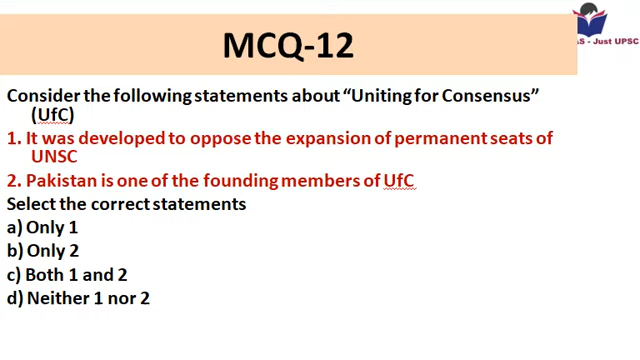 MCQ-12
AS - Just UPSC
Consider the following statements about “Uniting for Consensus”
(UfC)
1. It was developed to oppose the expansion of permanent seats of
UNSC
2. Pakistan is one of the founding members of UfC
Select the correct statements
a) Only 1
b) Only 2
c) Both 1 and 2
d) Neither 1 nor 2